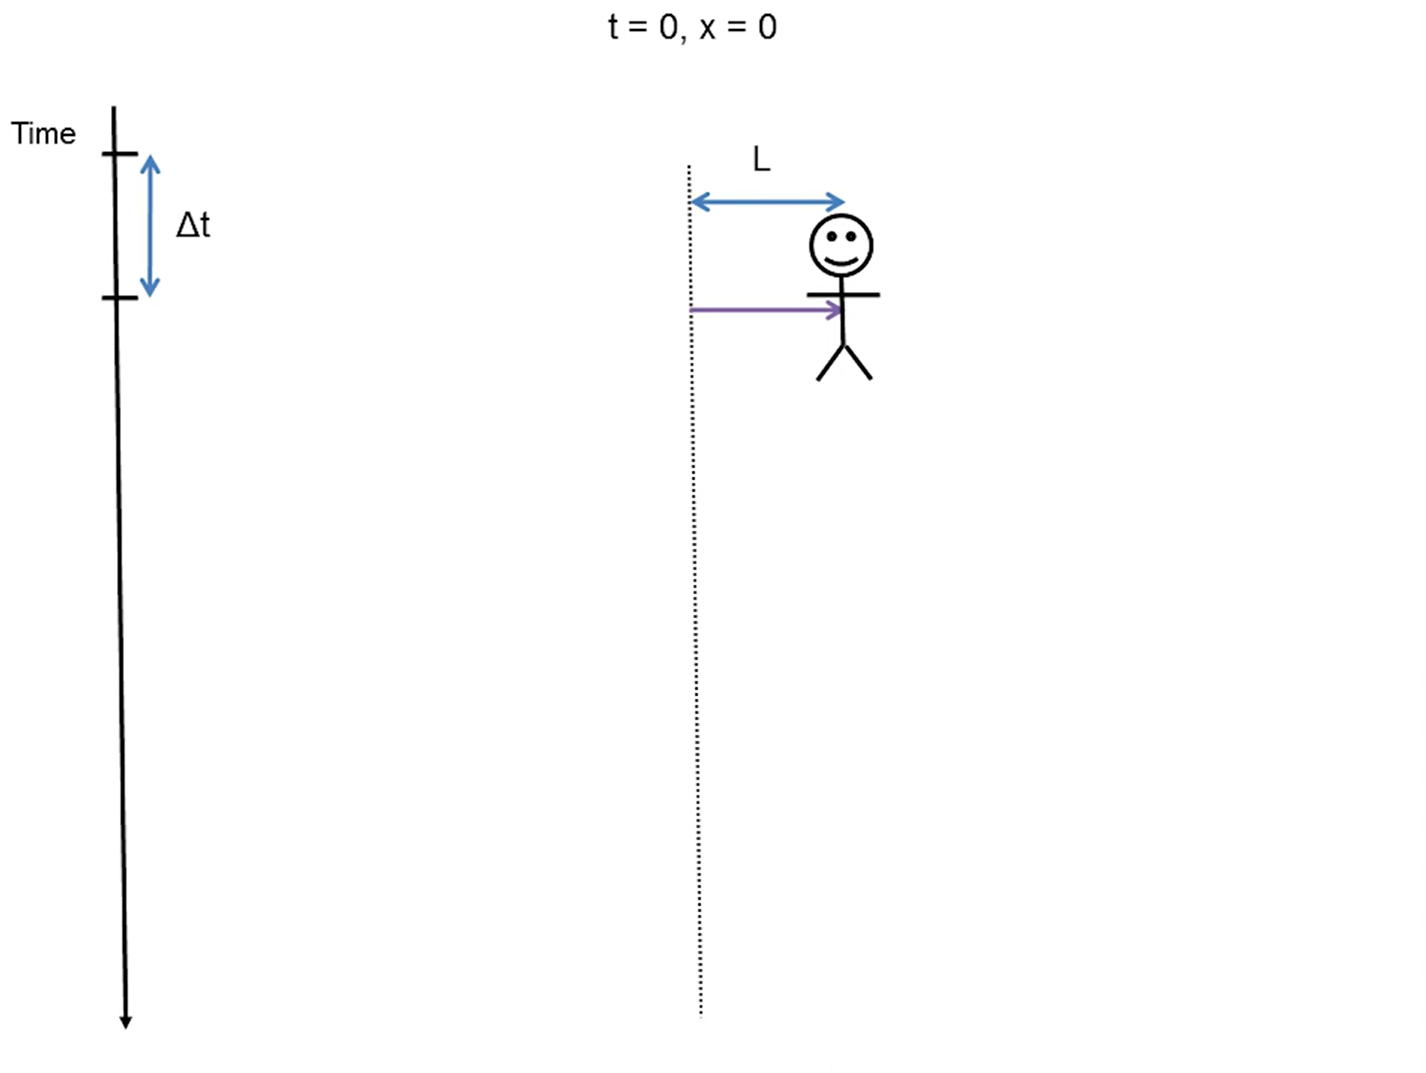 t = 0, x = 0
Time
L
Δt